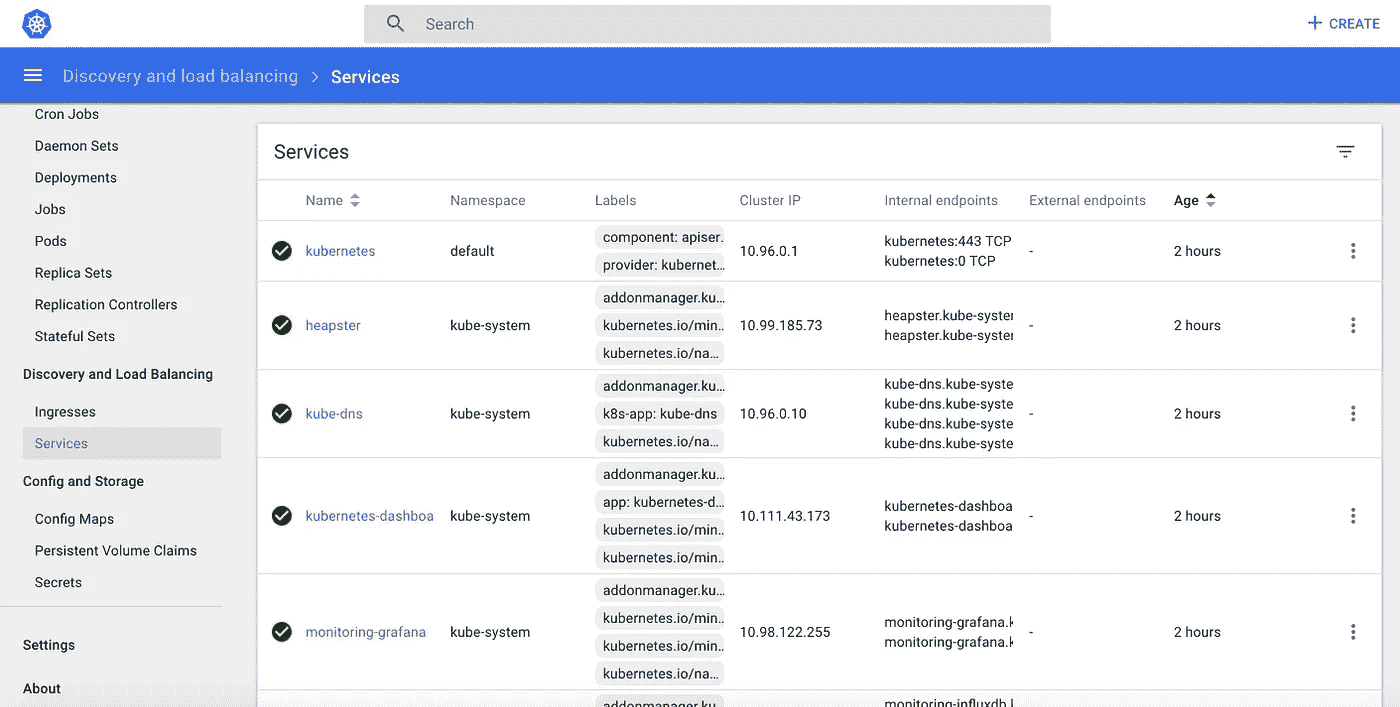 Search
CREATE
Discovery and load balancing > Services
Cron Jobs
Daemon Sets
Deployments
Jobs
Pods
Replica Sets
Replication Controllers
Stateful Sets
Discovery and Load Balancing
Ingresses
Services
Config and Storage
Config Maps
Persistent Volume Claims
Secrets
Settings
About
Services
Name Namespace Labels Cluster IP Internal endpoints External endpoints Age
kubernetes default component: apiser. 10.96.0.1 kubernetes:443 TCP - 2 hours
provider: kubernet... kubernetes:0 TCP
heapster kube-system addonmanager.ku... 10.99.185.73 heapster.kube-system - 2 hours
kubernetes.io/min.. heapster.kube-system
kubernetes.io/na...
kube-dns kube-system addonmanager.ku... 10.96.0.10 kube-dns.kube-syste - 2 hours
k8s-app: kube-dns kube-dns.kube-syste
kubernetes.io/na... kube-dns.kube-syste
kube-dns.kube-syste
kubernetes-dashboa kube-system addonmanager.ku... 10.111.43.173 kubernetes-dashboa - 2 hours
app: kubernetes-d... kubernetes-dashboa
kubernetes.io/min..
kubernetes.io/min..
monitoring-grafana kube-system addonmanager.ku... 10.98.122.255 monitoring-grafana.k - 2 hours
kubernetes.io/min.. monitoring-grafana.k
kubernetes.io/min..
kubernetes.io/na...
addonmanager.ku... monitoring-influxdb.l